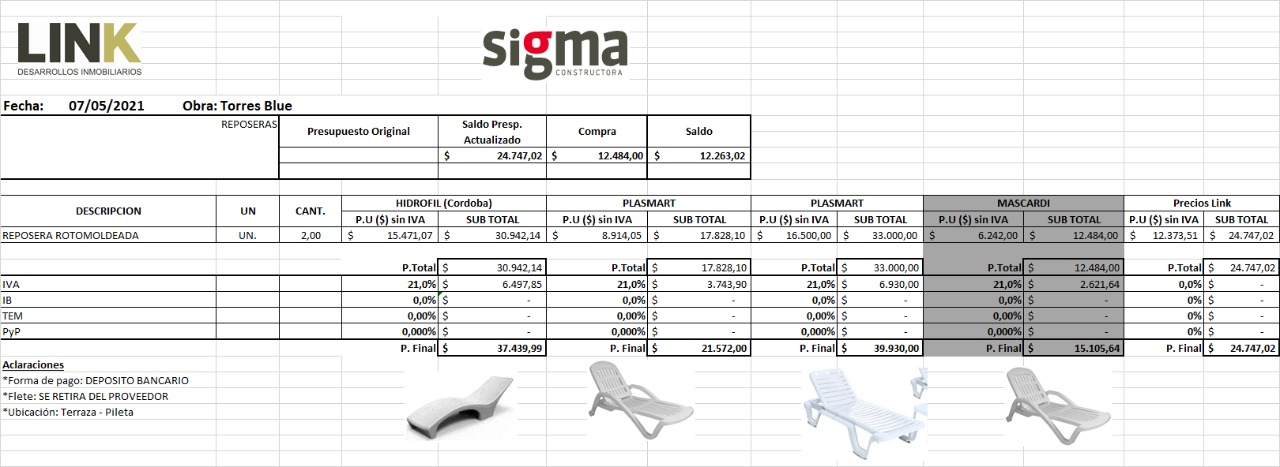 LINK
DESARROLLOS INMOBILIARIOS
sigma
CONSTRUCTORA
Fecha: 07/05/2021 Obra: Torres Blue
REPOSERAS Presupuesto Original Saldo Presp. Actualizado Compra Saldo
$ 24.747,02 $ 12.484,00 $ 12.263,02
DESCRIPCION UN CANT. HIDROFIL (Cordoba) PLASMART PLASMART MASCARDI Precios Link
P.U ($) sin IVA SUB TOTAL P.U ($) sin IVA SUB TOTAL P.U ($) sin IVA SUB TOTAL P.U ($) sin IVA SUB TOTAL P.U ($) sin IVA SUB TOTAL
REPOSERA ROTOMOLDEADA UN. 2,00 $ 15.471,07 $ 30.942,14 $ 8.914,05 $ 17.828,10 $ 16.500,00 $ 33.000,00 $ 6.242,00 $ 12.484,00 $ 12.373,51 $ 24.747,02
P.Total $ 30.942,14 P.Total $ 17.828,10 P.Total $ 33.000,00 P.Total $ 12.484,00 P.Total $ 24.747,02
IVA 21,0% $ 6.497,85 21,0% $ 3.743,90 21,0% $ 6.930,00 21,0% $ 2.621,64 0,0% $ -
IB 0,0% $ - 0,0% $ - 0,0% $ - 0,0% $ - 0% $ -
TEM 0,00% $ - 0,00% $ - 0,00% $ - 0,00% $ - 0% $ -
PyP 0,000% $ - 0,000% $ - 0,000% $ - 0,000% $ - 0% $ -
P. Final $ 37.439,99 P. Final $ 21.572,00 P. Final $ 39.930,00 P. Final $ 15.105,64 P. Final $ 24.747,02
Aclaraciones
*Forma de pago: DEPOSITO BANCARIO
*Flete: SE RETIRA DEL PROVEEDOR
*Ubicación: Terraza - Pileta